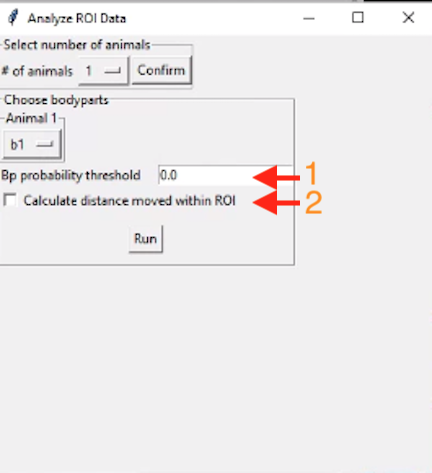 Analyze ROI Data
Select number of animals
# of animals 1 Confirm
Choose bodyparts
Animal 1
b1
Bp probability threshold 0.0 1
Calculate distance moved within ROI 2
Run